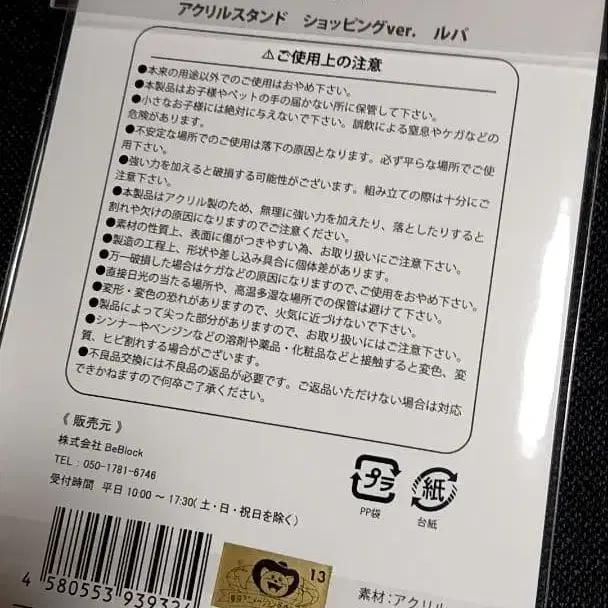 アクリルスタンド　ショッピングver.　ルパ
⚠ご使用上の注意
●本来の用途以外でのご使用はおやめ下さい。
●本製品はお子様やペットの手の届かない所に保管して下さい。
●小さなお子様には絶対に与えないで下さい。誤飲による窒息やケガなどの
危険があります。
●不安定な場所でのご使用は落下の原因となります。必ず平らな場所でご使
用下さい。
●強い力を加えると破損する可能性がございます。組み立ての際は十分にご
注意下さい。
●本製品はアクリル製のため、無理に強い力を加えたり、落としたりすると
割れや欠けの原因になりますのでご注意ください。
●素材の性質上、表面に傷がつきやすい為、お取り扱いにご注意下さい。
●製造の工程上、形状や差し込み具合に個体差があります。
●万一破損した場合はケガなどの原因になりますので、ご使用をおやめ下さい。
●直接日光の当たる場所や、高温多湿な場所での保管は避けて下さい。
●変形・変色の恐れがありますので、火気に近づけないで下さい。
●製品によって尖った部分がありますので、お取り扱いにはご注意下さい。
●シンナーやベンジンなどの溶剤や薬品・化粧品などと接触すると変色、変
質、ヒビ割れする場合がございます。
●不良品交換には不良品の返品が必要です。ご返品いただけない場合は対応
できかねますので何卒ご了承ください。
《 販売元 》
株式会社 BeBlock
TEL : 050-1781-6746
受付時間　平日 10:00 ～ 17:30( 土・日・祝日を除く)
プラ
PP袋
紙
台紙
4 580553 939324
13
素材：アクリル